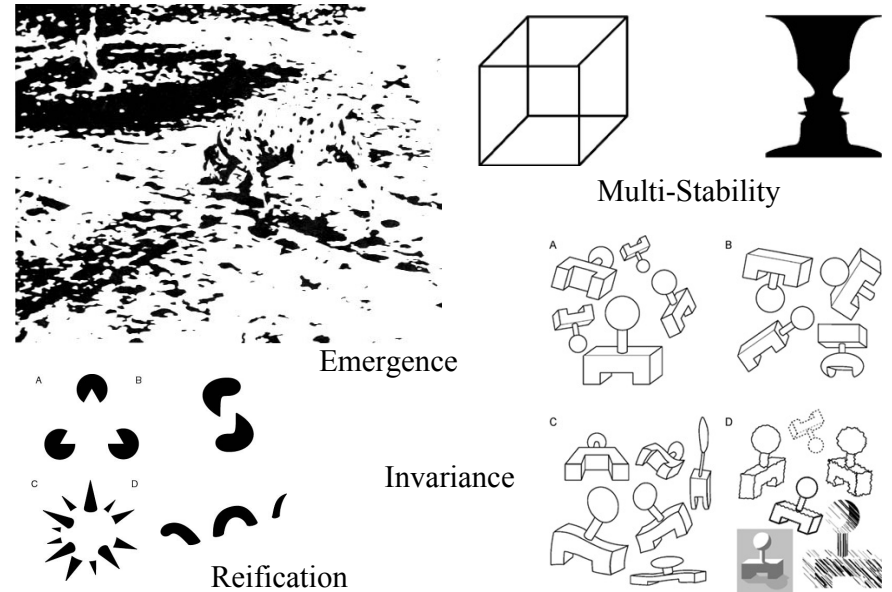 Multi-Stability
A
B
Emergence
A
B
C
D
Invariance
C
D
Reification